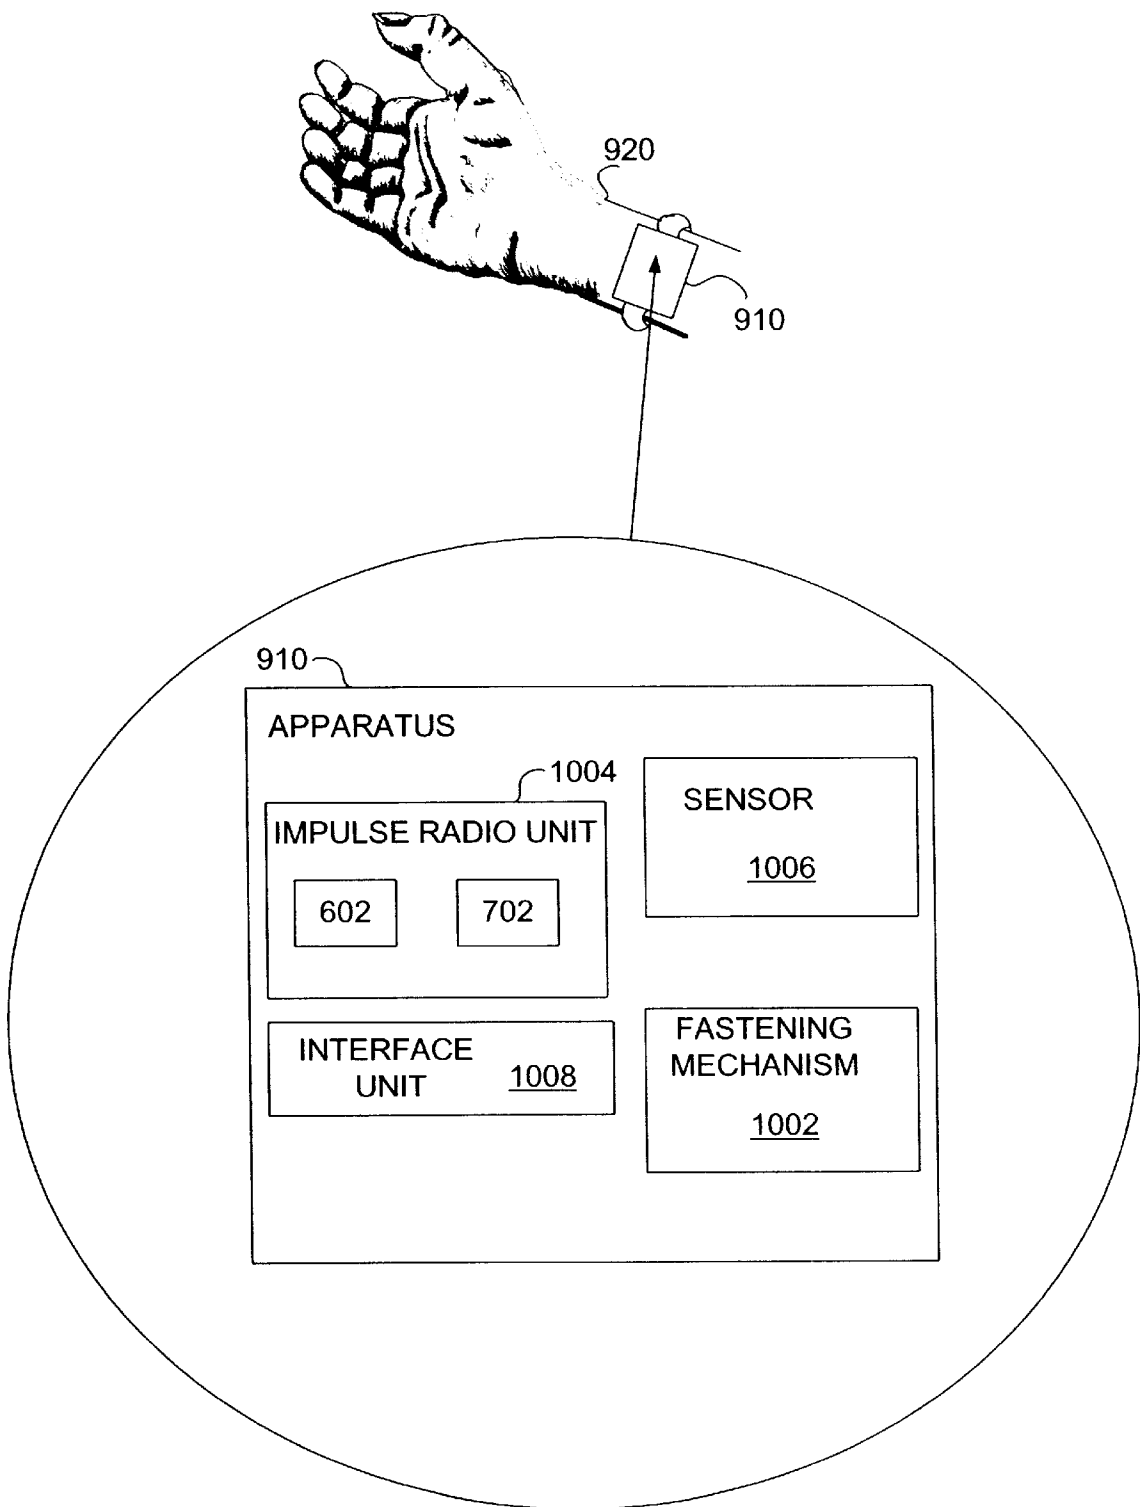 920
910
910
APPARATUS
1004
IMPULSE RADIO UNIT
602
702
SENSOR
1006
INTERFACE
UNIT
1008
FASTENING
MECHANISM
1002